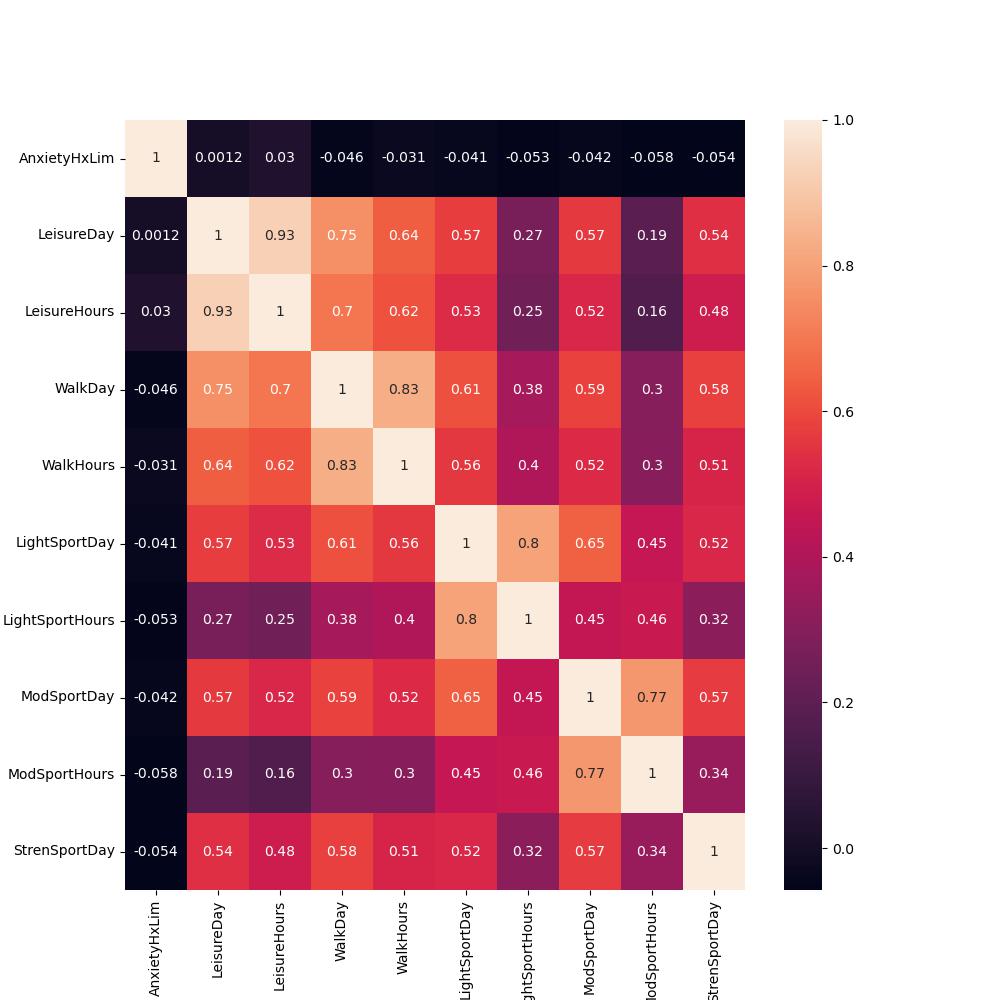 AnxietyHxLim 1 0.0012 0.03 -0.046 -0.031 -0.041 -0.053 -0.042 -0.058 -0.054
LeisureDay 0.0012 1 0.93 0.75 0.64 0.57 0.27 0.57 0.19 0.54
LeisureHours 0.03 0.93 1 0.7 0.62 0.53 0.25 0.52 0.16 0.48
WalkDay -0.046 0.75 0.7 1 0.83 0.61 0.38 0.59 0.3 0.58
WalkHours -0.031 0.64 0.62 0.83 1 0.56 0.4 0.52 0.3 0.51
LightSportDay -0.041 0.57 0.53 0.61 0.56 1 0.8 0.65 0.45 0.52
LightSportHours -0.053 0.27 0.25 0.38 0.4 0.8 1 0.45 0.46 0.32
ModSportDay -0.042 0.57 0.52 0.59 0.52 0.65 0.45 1 0.77 0.57
ModSportHours -0.058 0.19 0.16 0.3 0.3 0.45 0.46 0.77 1 0.34
StrenSportDay -0.054 0.54 0.48 0.58 0.51 0.52 0.32 0.57 0.34 1
AnxietyHxLim
LeisureDay
LeisureHours
WalkDay
WalkHours
LightSportDay
ghtSportHours
ModSportDay
odSportHours
StrenSportDay
1.0
0.8
0.6
0.4
0.2
0.0